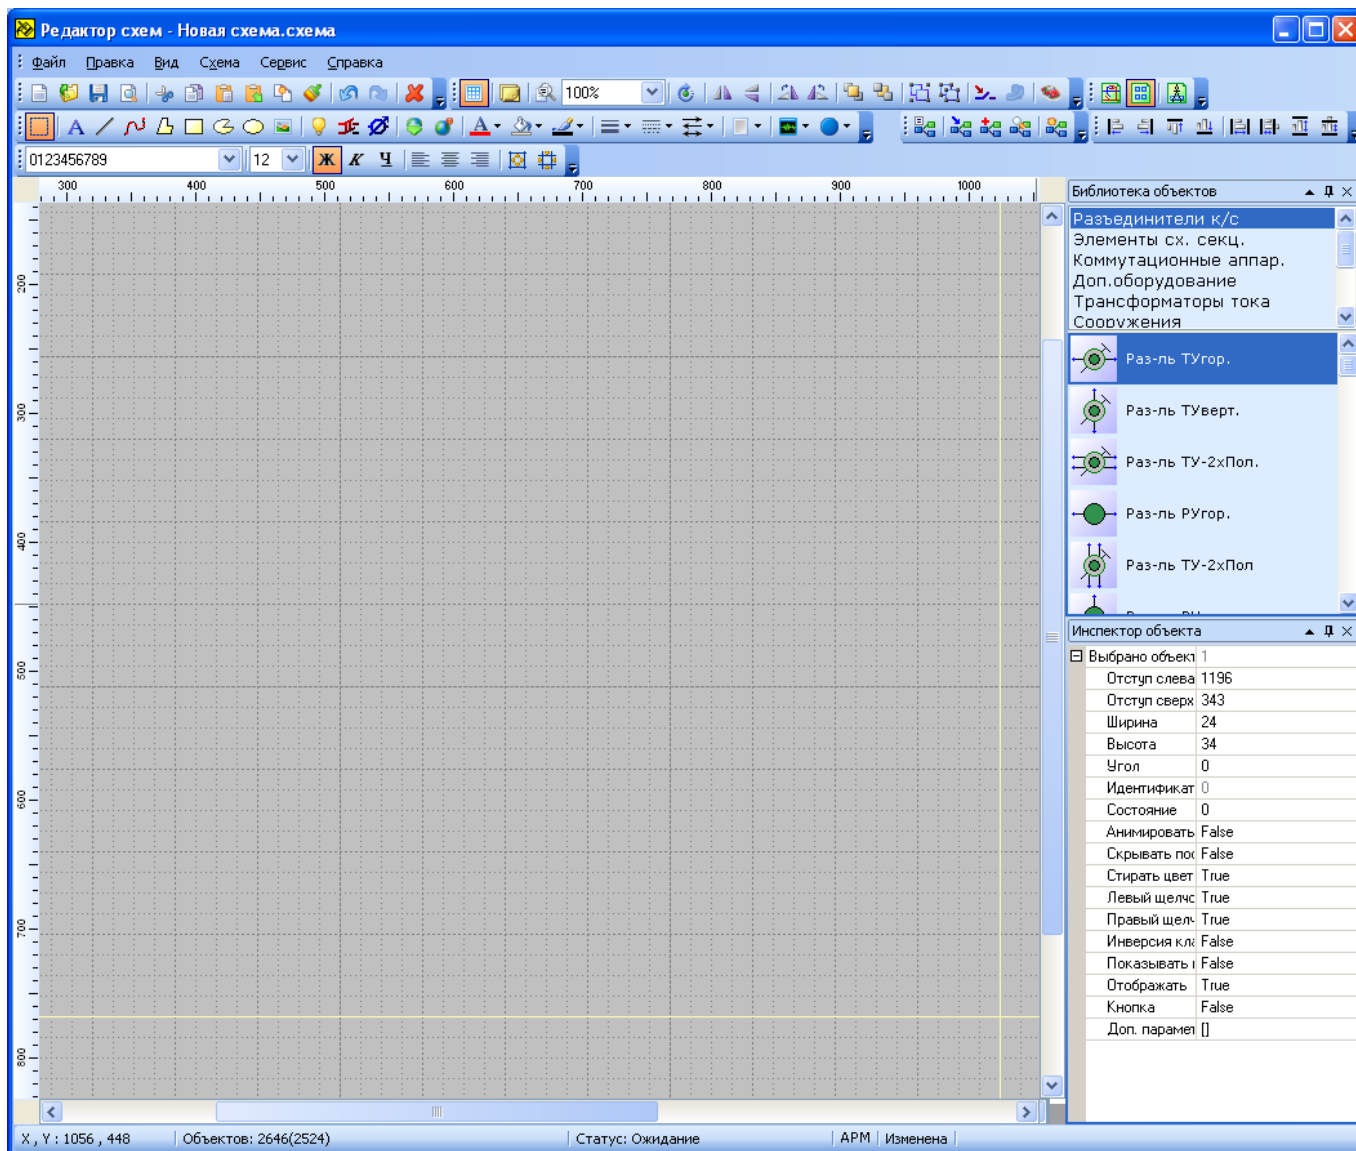 Редактор схем - Новая схема.схема
Файл Правка Вид Схема Сервис Справка
100%
0123456789 12 Ж К Ч
300 400 500 600 700 800 900 1000
200
300
400
500
600
700
800
Библиотека объектов
Разъединители к/с
Элементы сх. секц.
Коммутационные аппар.
Доп.оборудование
Трансформаторы тока
Сооружения
Раз-ль ТУгор.
Раз-ль ТУверт.
Раз-ль ТУ-2хПол.
Раз-ль РУгор.
Раз-ль ТУ-2хПол
Инспектор объекта
Выбрано объект 1
Отступ слева 1196
Отступ сверх 343
Ширина 24
Высота 34
Угол 0
Идентификат 0
Состояние 0
Анимировать False
Скрывать пос False
Стирать цвет True
Левый щелчо True
Правый щелч True
Инверсия кла False
Показывать False
Отображать True
Кнопка False
Доп. парамет []
X , Y : 1056 , 448 Объектов: 2646(2524) Статус: Ожидание АРМ Изменена